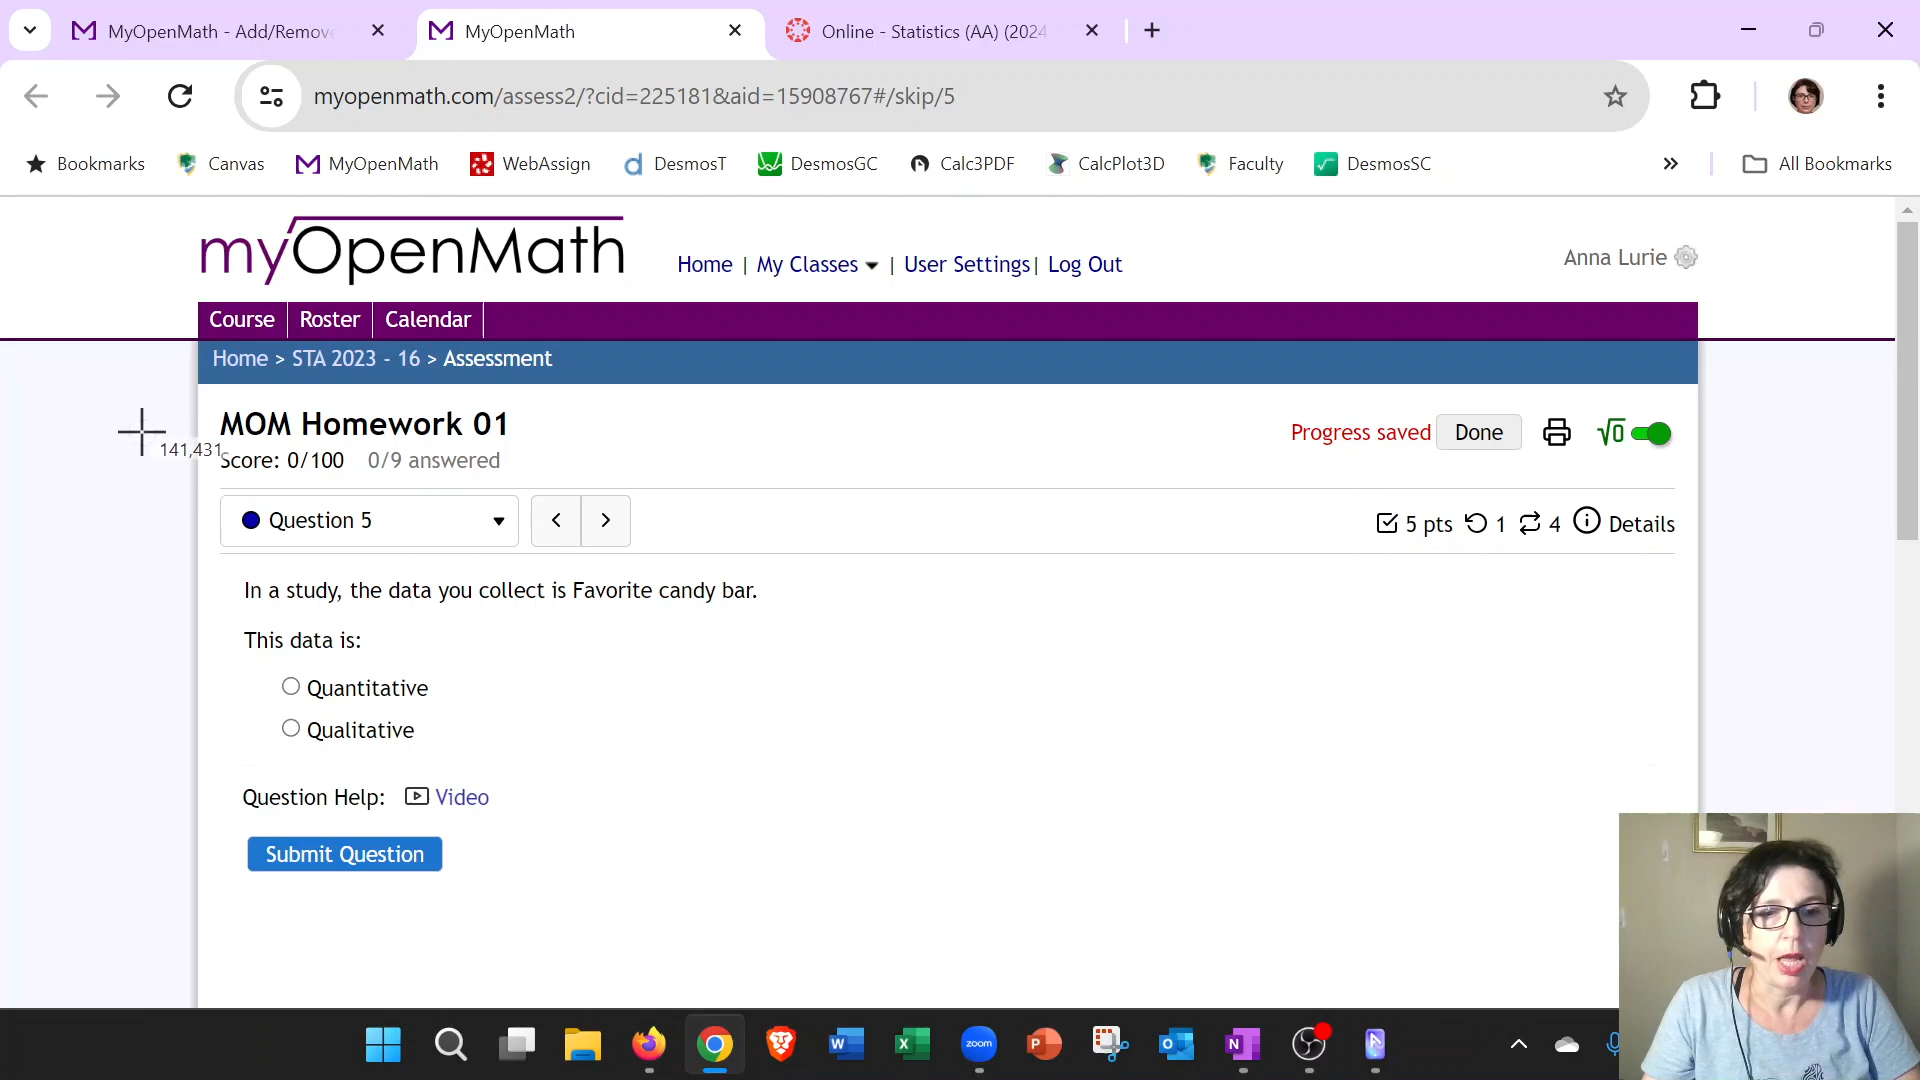 MyOpenMath - Add/Remov
MyOpenMath
Online - Statistics (AA) (2024
myopenmath.com/assess2/?cid=225181&aid=15908767#/skip/5
Bookmarks
Canvas
MyOpenMath
WebAssign
DesmosT
DesmosGC
Calc3PDF
CalcPlot3D
Faculty
DesmosSC
All Bookmarks
myOpenMath
Home | My Classes | User Settings | Log Out
Anna Lurie
Course
Roster
Calendar
Home > STA 2023 - 16 > Assessment
MOM Homework 01
Progress saved
Done
√0
141,431
Score: 0/100 0/9 answered
Question 5
< >
5 pts 1 4 Details
In a study, the data you collect is Favorite candy bar.
This data is:
Quantitative
Qualitative
Question Help: Video
Submit Question
zoom